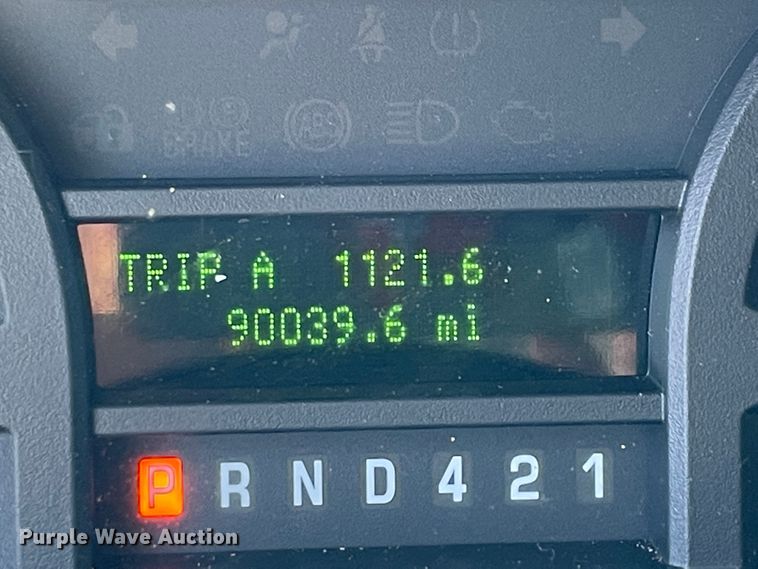 BRAKE
TRIP A 1121.6
90039.6 mi
P R N D 4 2 1
Purple Wave Auction